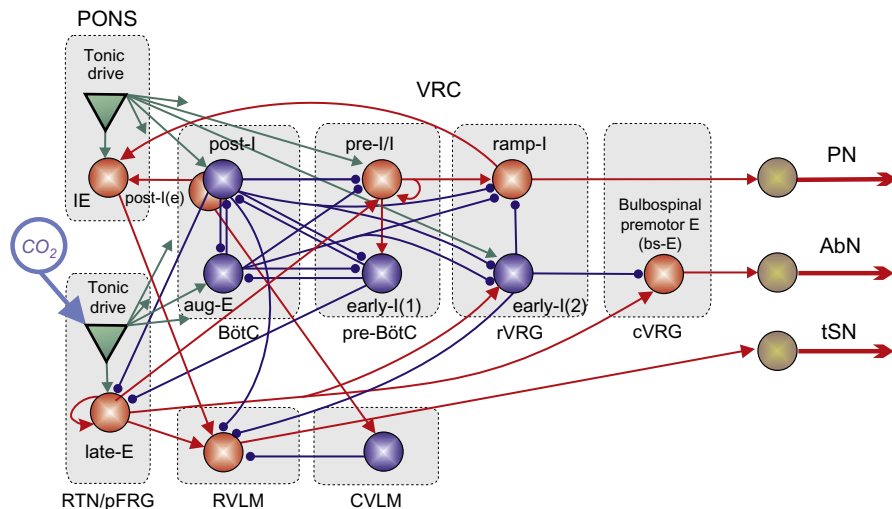 PONS
VRC
Tonic
drive
post-I
pre-I/I
ramp-I
PN
IE
post-I(e)
Bulbospinal
premotor E
(bs-E)
CO2
AbN
Tonic
drive
aug-E
early-I(1)
early-I(2)
BötC
pre-BötC
rVRG
cVRG
tSN
late-E
RTN/pFRG
RVLM
CVLM